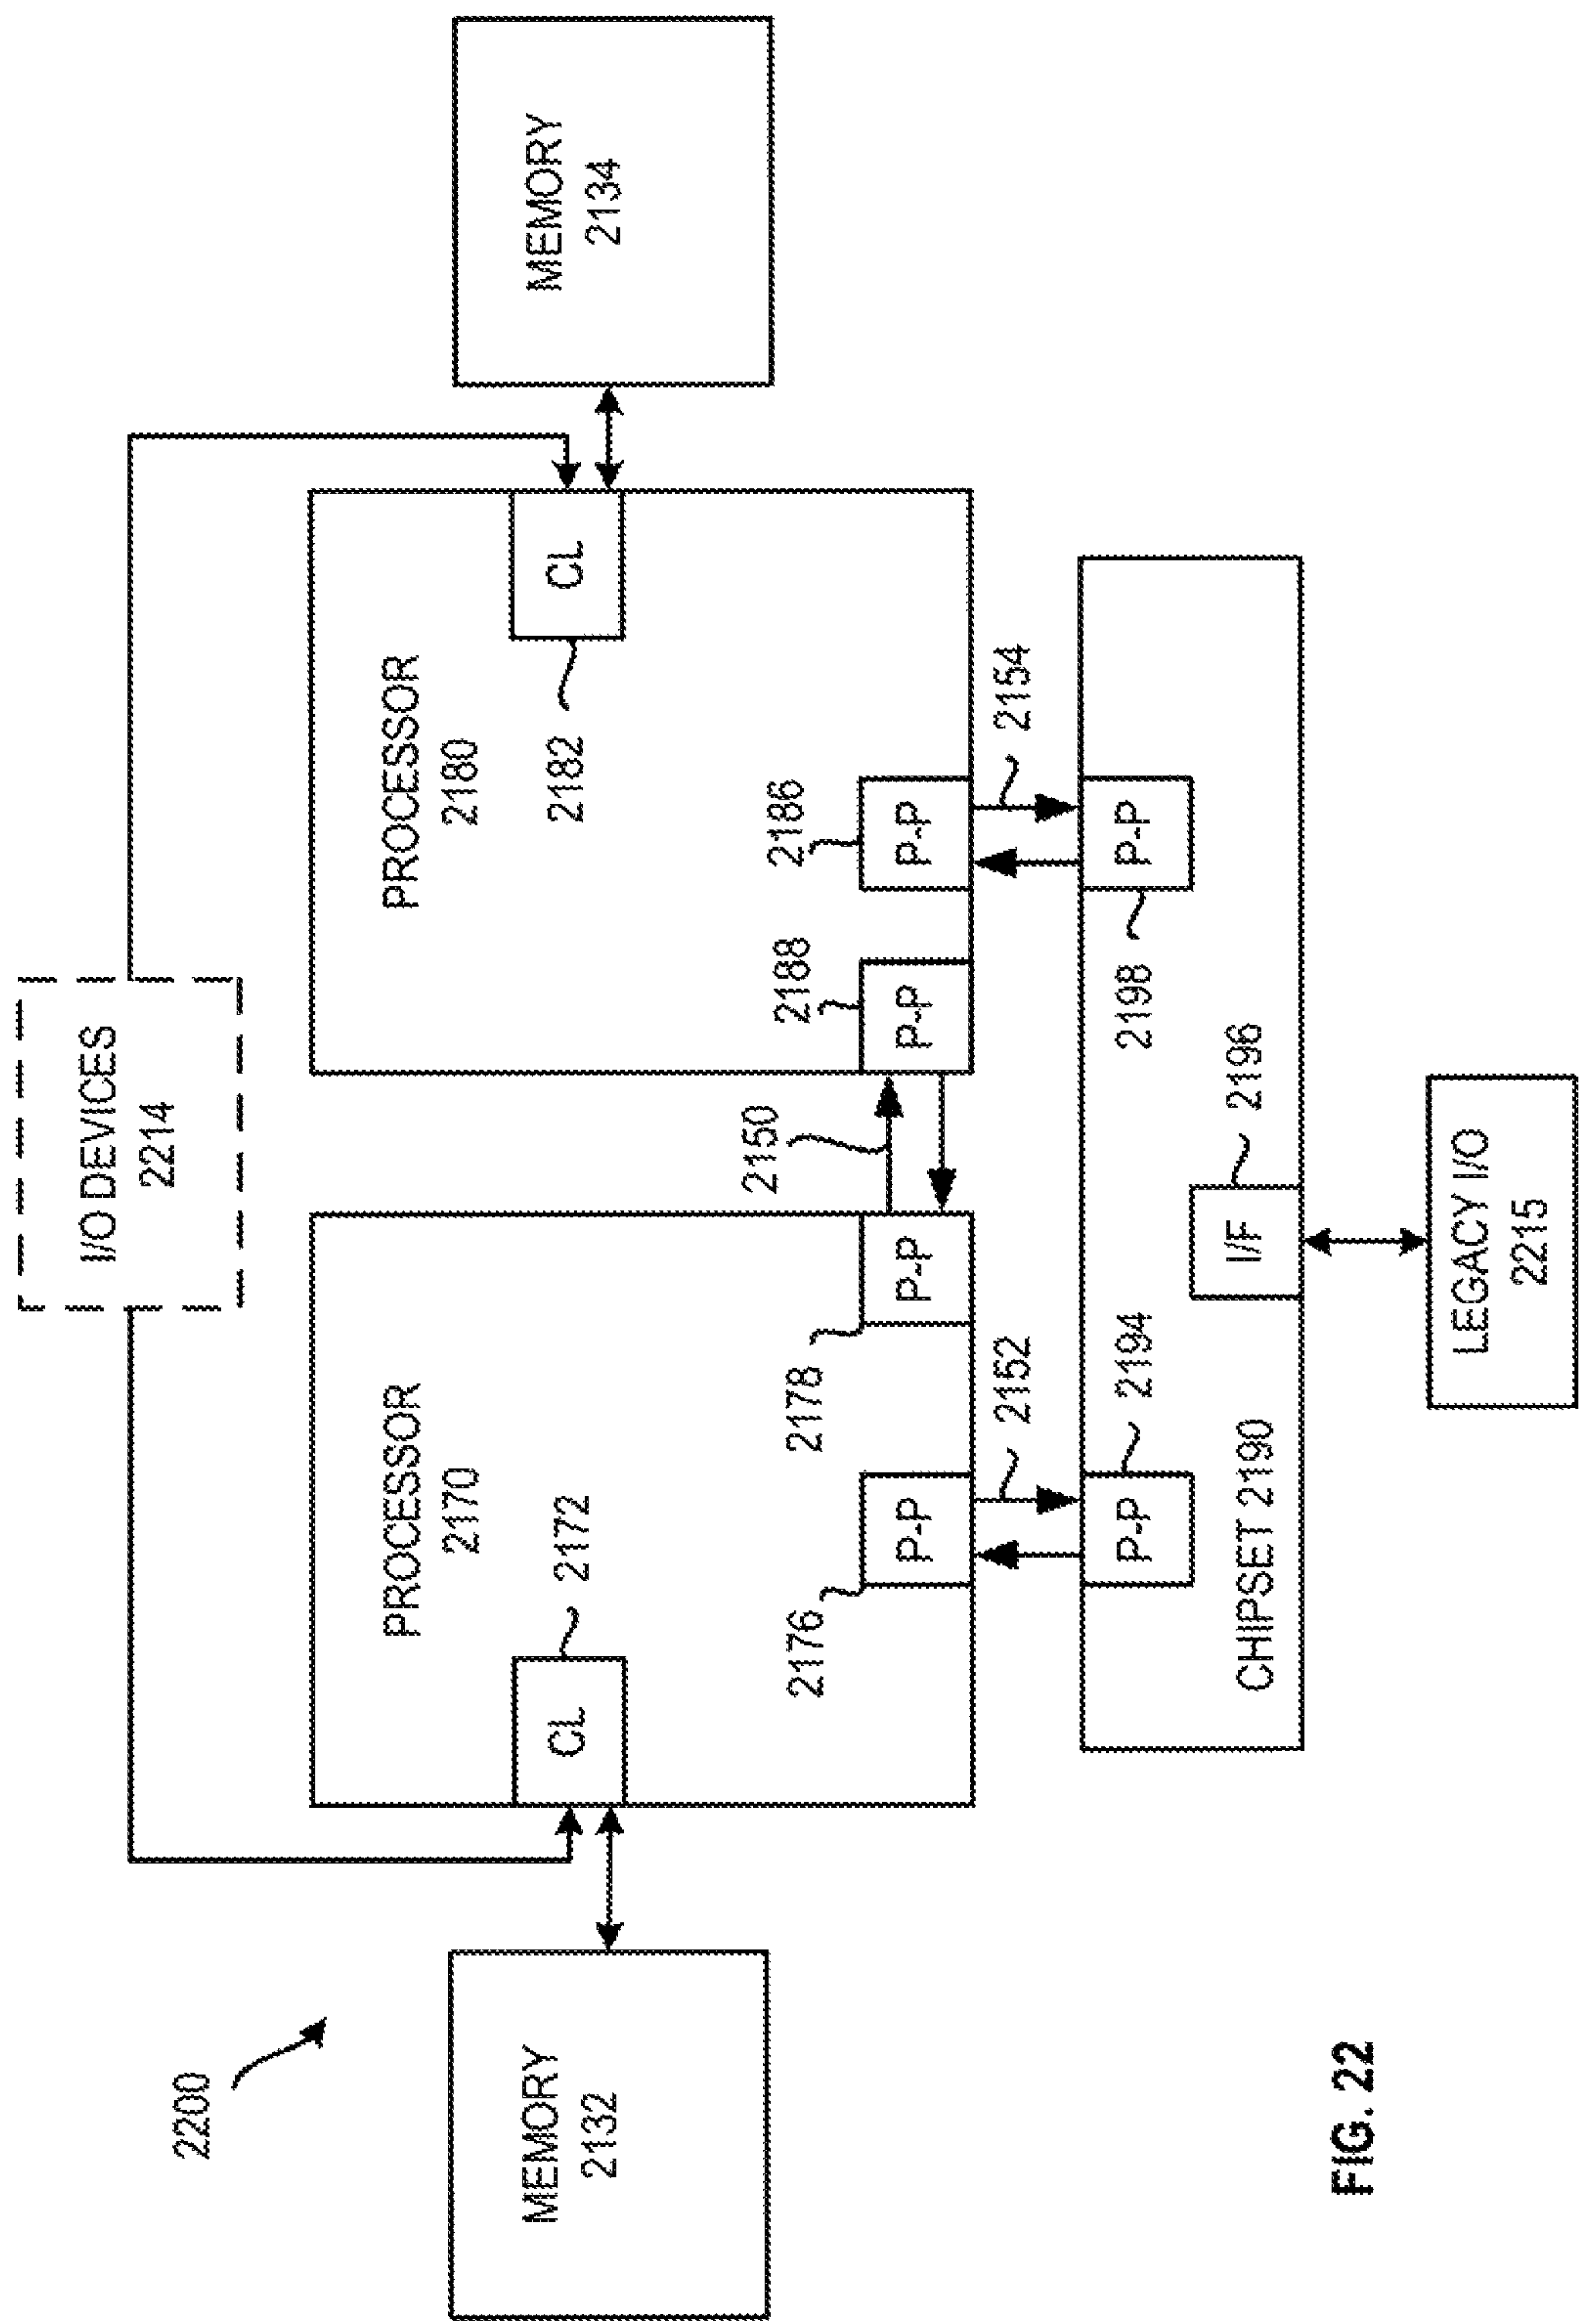 2200
I/O DEVICES
2214
MEMORY
2132
PROCESSOR
2170
CL
2172
2176
P-P
2178
P-P
2150
PROCESSOR
2180
CL
2182
2188
P-P
2186
P-P
MEMORY
2134
2152
2154
P-P
2194
2198
P-P
CHIPSET 2190
I/F
2196
LEGACY I/O
2215
FIG. 22